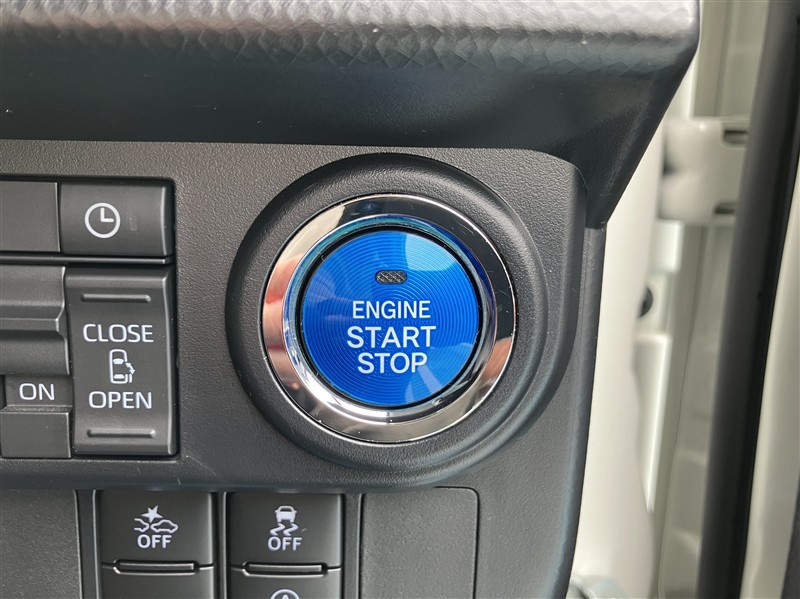 CLOSE
OPEN
ON
ENGINE
START
STOP
OFF
OFF